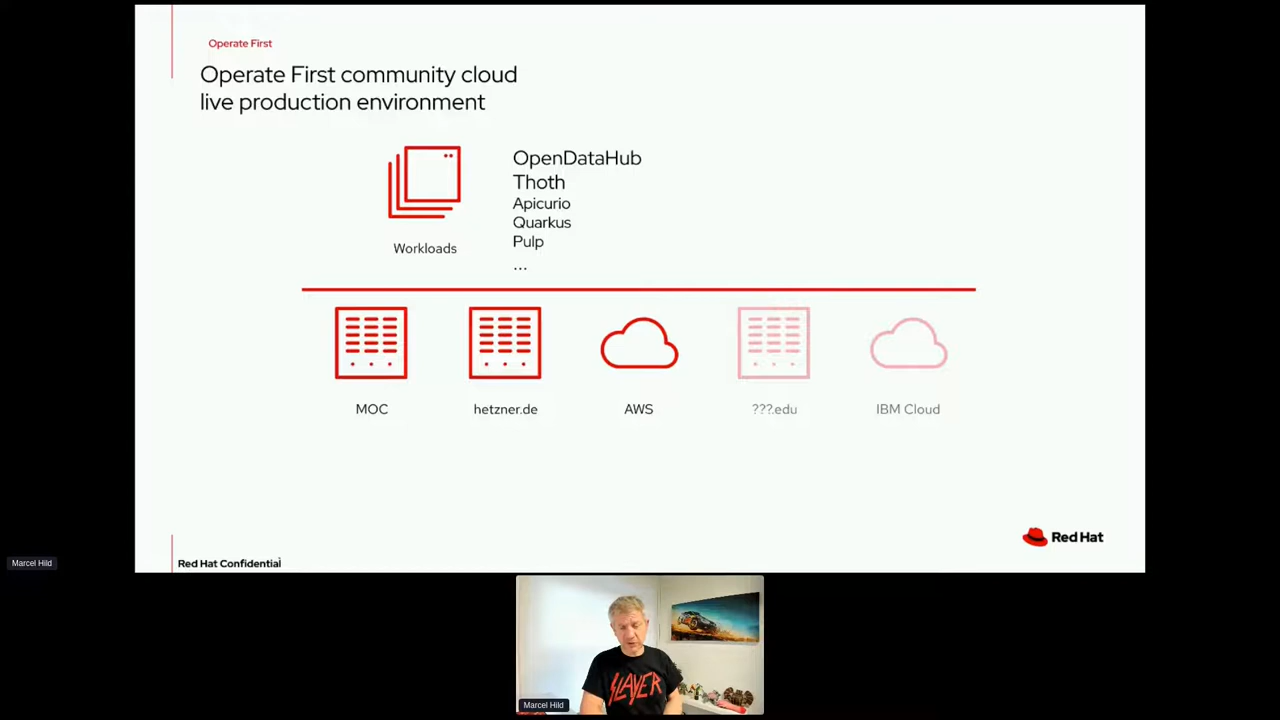 Operate First
Operate First community cloud
live production environment
OpenDataHub
Thoth
Apicurio
Quarkus
Pulp
...
Workloads
MOC
hetzner.de
AWS
???.edu
IBM Cloud
Red Hat
Red Hat Confidential
Marcel Hild
SLAYER
Marcel Hild